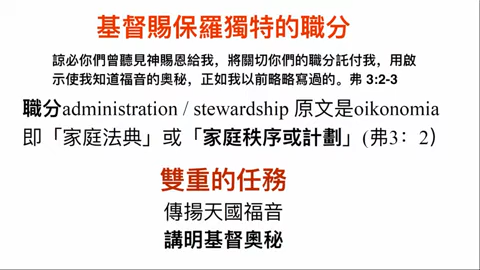 基督賜保羅獨特的職分
諒必你們曾聽見神賜恩給我，將關切你們的職分託付我，用啟
示使我知道福音的奧秘，正如我以前略略寫過的。弗 3:2-3
職分administration / stewardship 原文是oikonomia
即「家庭法典」或「家庭秩序或計劃」(弗3：2）
雙重的任務
傳揚天國福音
講明基督奧秘